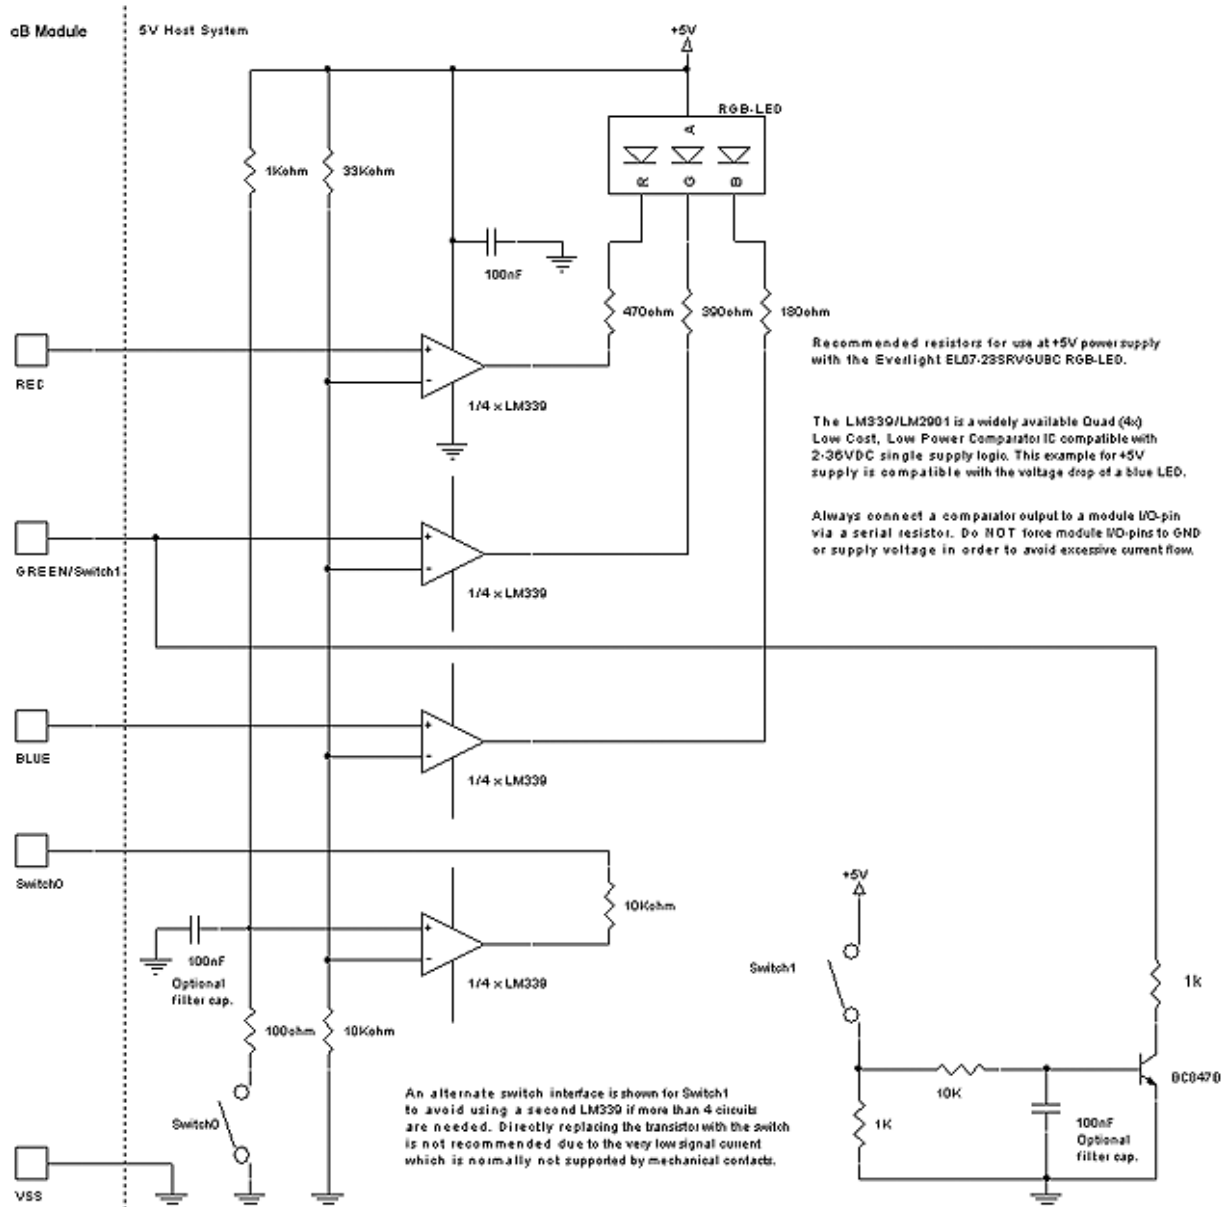 cB Module
5V Host System
+5V
RGB-LED
A
R G B
1Kohm
33Kohm
100nF
470ohm
390ohm
180ohm
Recommended resistors for use at +5V power supply
with the Everlight EL67-23SRVGUBC RGB-LED.
RED
+
-
1/4 x LM339
The LM339/LM2901 is a widely available Quad (4x)
Low Cost, Low Power Comparator IC compatible with
2-36VDC single supply logic. This example for +5V
supply is compatible with the voltage drop of a blue LED.
Always connect a comparator output to a module I/O-pin
via a serial resistor. Do NOT force module I/O-pins to GND
or supply voltage in order to avoid excessive current flow.
GREEN/Switch1
+
-
1/4 x LM339
BLUE
+
-
1/4 x LM339
Switch0
10Kohm
+5V
+
-
100nF
Optional
filter cap.
1/4 x LM339
Switch1
1k
100ohm
10Kohm
BC847B
10K
An alternate switch interface is shown for Switch1
to avoid using a second LM339 if more than 4 circuits
are needed. Directly replacing the transistor with the switch
is not recommended due to the very low signal current
which is normally not supported by mechanical contacts.
Switch0
1K
100nF
Optional
filter cap.
VSS